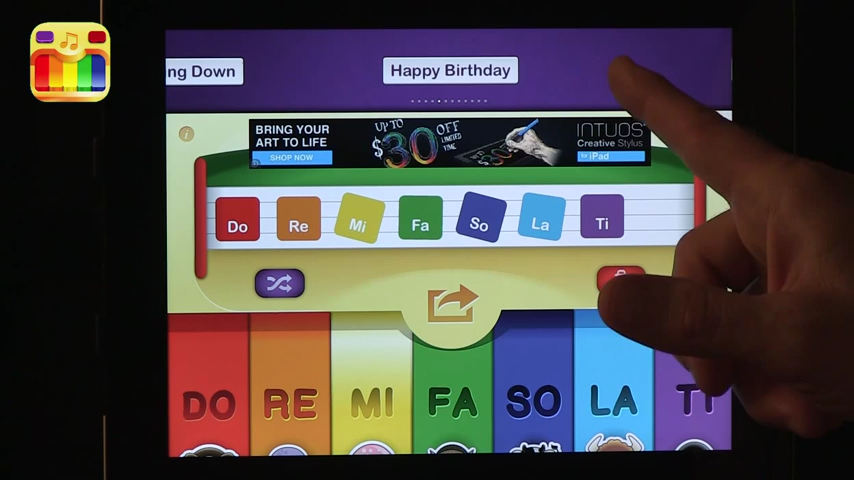 ng Down
Happy Birthday
BRING YOUR
ART TO LIFE
SHOP NOW
UP TO
$30 OFF
LIMITED
TIME
INTUOS
Creative Stylus
for iPad
Do Re Mi Fa So La Ti
DO RE MI FA SO LA TI